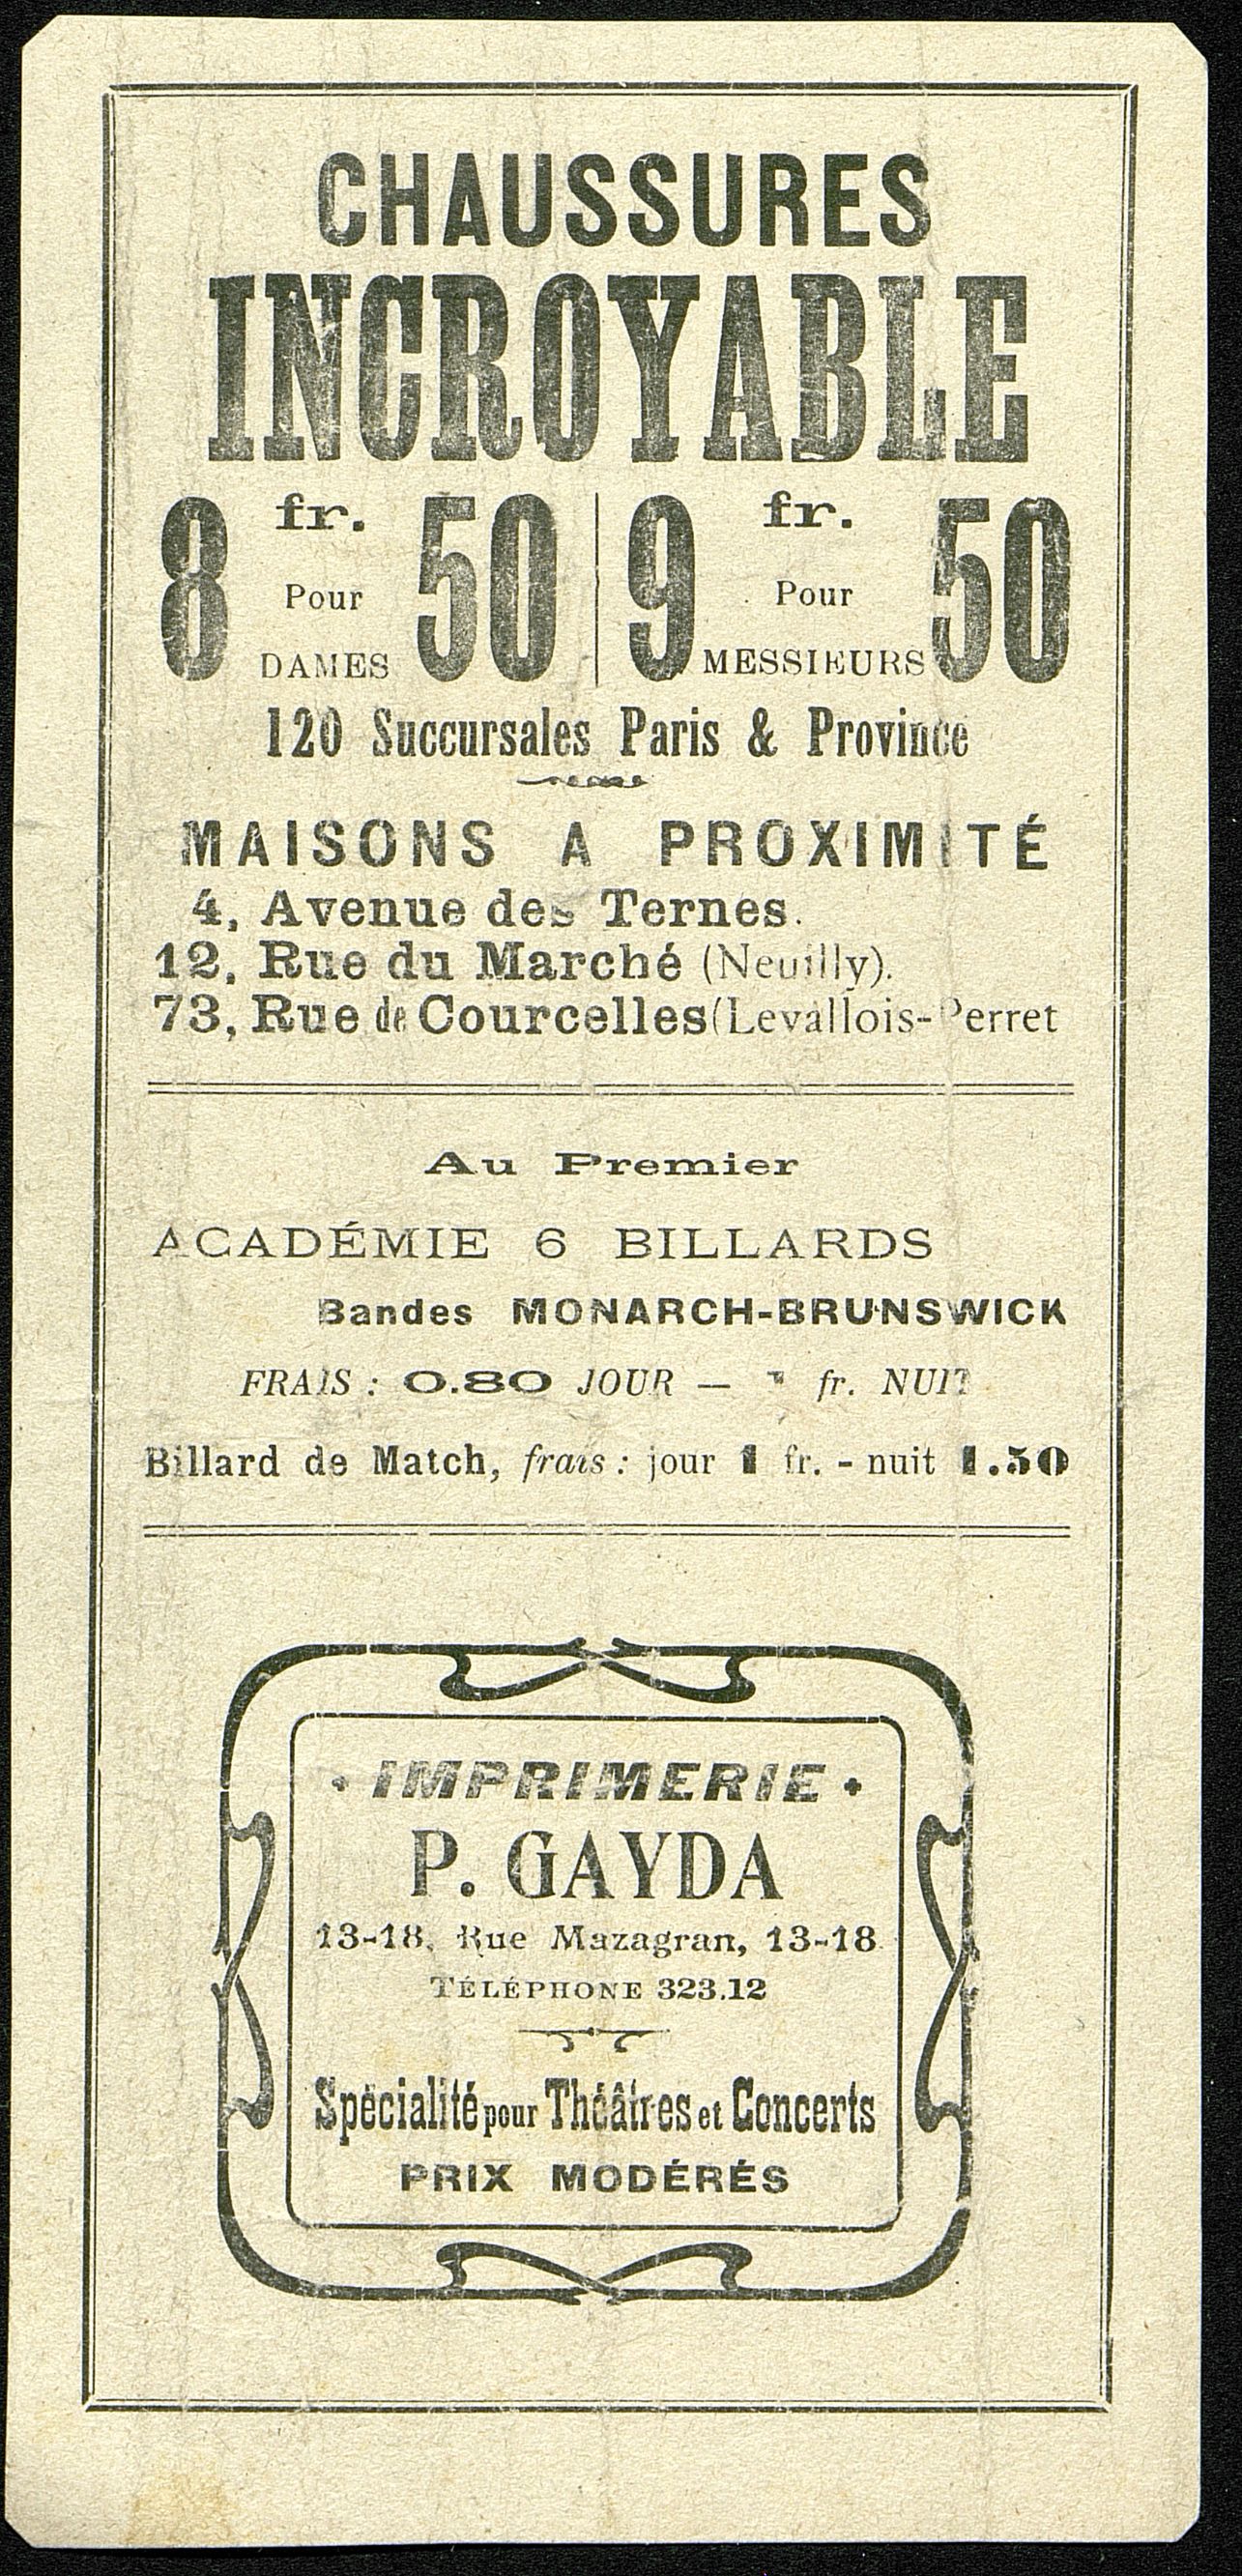 CHAUSSURES
INCROYABLE
8 fr. 50 Pour DAMES
9 fr. 50 Pour MESSIEURS
120 Succursales Paris & Province
MAISONS A PROXIMITÉ
4, Avenue des Ternes.
12, Rue du Marché (Neuilly).
73, Rue de Courcelles (Levallois-Perret
Au Premier
ACADÉMIE 6 BILLARDS
Bandes MONARCH-BRUNSWICK
FRAIS : 0.80 JOUR — fr. NUIT
Billard de Match, frais : jour 1 fr. - nuit 1.50
IMPRIMERIE
P. GAYDA
13-18, Rue Mazagran, 13-18
TÉLÉPHONE 323.12
Spécialité pour Théâtres et Concerts
PRIX MODÉRÉS